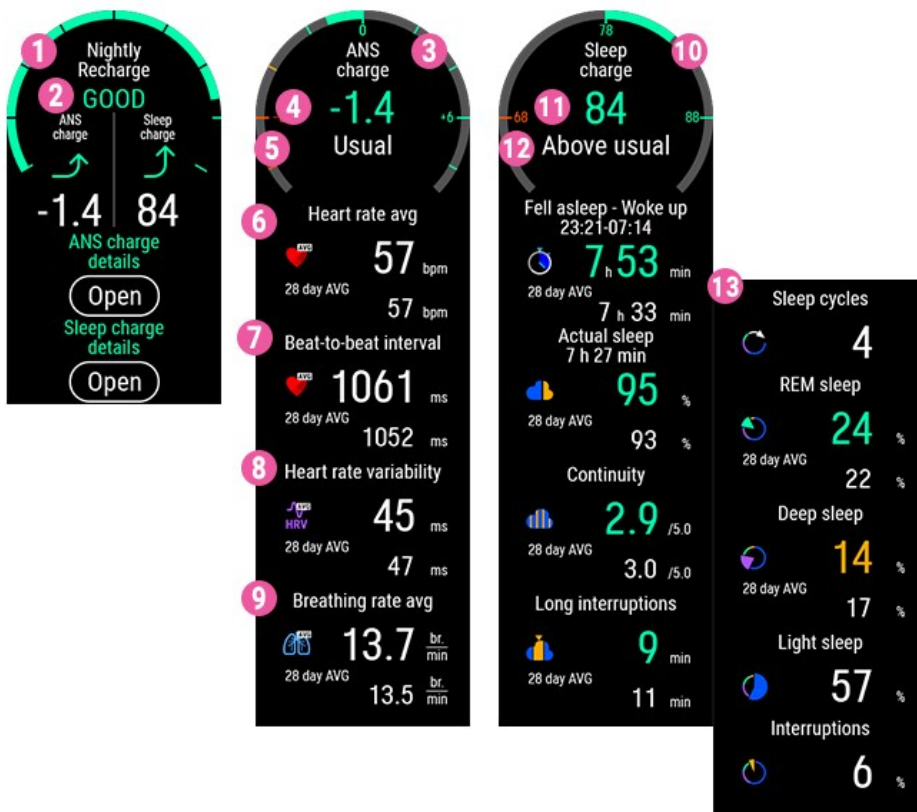 1
Nightly
Recharge
2
GOOD
ANS
charge
Sleep
charge
-1.4
84
ANS charge
details
Open
Sleep charge
details
Open
0
ANS
charge
3
4
-1.4
+6
5
Usual
6
Heart rate avg
AVG
57 bpm
28 day AVG
57 bpm
7
Beat-to-beat interval
AVG
1061 ms
28 day AVG
1052 ms
8
Heart rate variability
AVG
HRV
45 ms
28 day AVG
47 ms
9
Breathing rate avg
AVG
13.7 br./min
28 day AVG
13.5 br./min
78
Sleep
charge
10
11
68
84
88
12
Above usual
Fell asleep - Woke up
23:21-07:14
7 h 53 min
28 day AVG
7 h 33 min
Actual sleep
7 h 27 min
95 %
28 day AVG
93 %
Continuity
2.9 /5.0
28 day AVG
3.0 /5.0
Long interruptions
9 min
28 day AVG
11 min
13
Sleep cycles
4
REM sleep
24 %
28 day AVG
22 %
Deep sleep
14 %
28 day AVG
17 %
Light sleep
57 %
Interruptions
6 %